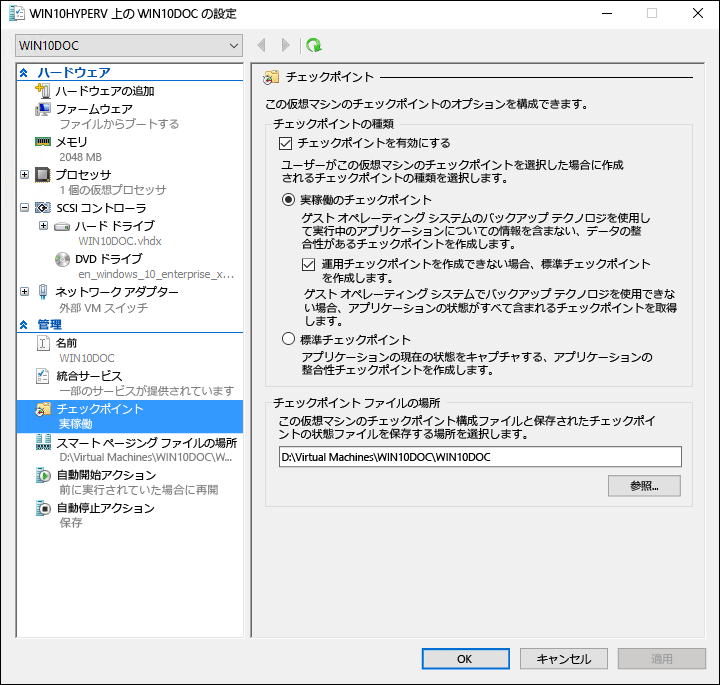 WIN10HYPERV 上の WIN10DOC の設定
WIN10DOC
ハードウェア
ハードウェアの追加
ファームウェア
ファイルからブートする
メモリ
2048 MB
プロセッサ
1 個の仮想プロセッサ
SCSI コントローラ
ハード ドライブ
WIN10DOC.vhdx
DVD ドライブ
en_windows_10_enterprise_x...
ネットワーク アダプター
外部 VM スイッチ
管理
名前
WIN10DOC
統合サービス
一部のサービスが提供されています
チェックポイント
実稼働
スマート ページング ファイルの場所
D:\Virtual Machines\WIN10DOC\W...
自動開始アクション
前に実行されていた場合に再開
自動停止アクション
保存
チェックポイント
この仮想マシンのチェックポイントのオプションを構成できます。
チェックポイントの種類
チェックポイントを有効にする
ユーザーがこの仮想マシンのチェックポイントを選択した場合に作成
されるチェックポイントの種類を選択します。
実稼働のチェックポイント
ゲスト オペレーティング システムのバックアップ テクノロジを使用し
て実行中のアプリケーションについての情報を含まない、データの整
合性があるチェックポイントを作成します。
運用チェックポイントを作成できない場合、標準チェックポイント
を作成します。
ゲスト オペレーティング システムでバックアップ テクノロジを使用できな
い場合、アプリケーションの状態がすべて含まれるチェックポイントを取得
します。
標準チェックポイント
アプリケーションの現在の状態をキャプチャする、アプリケーションの
整合性チェックポイントを作成します。
チェックポイント ファイルの場所
この仮想マシンのチェックポイント構成ファイルと保存されたチェックポイ
ントの状態ファイルを保存する場所を選択します。
D:\Virtual Machines\WIN10DOC\WIN10DOC
参照...
OK
キャンセル
適用